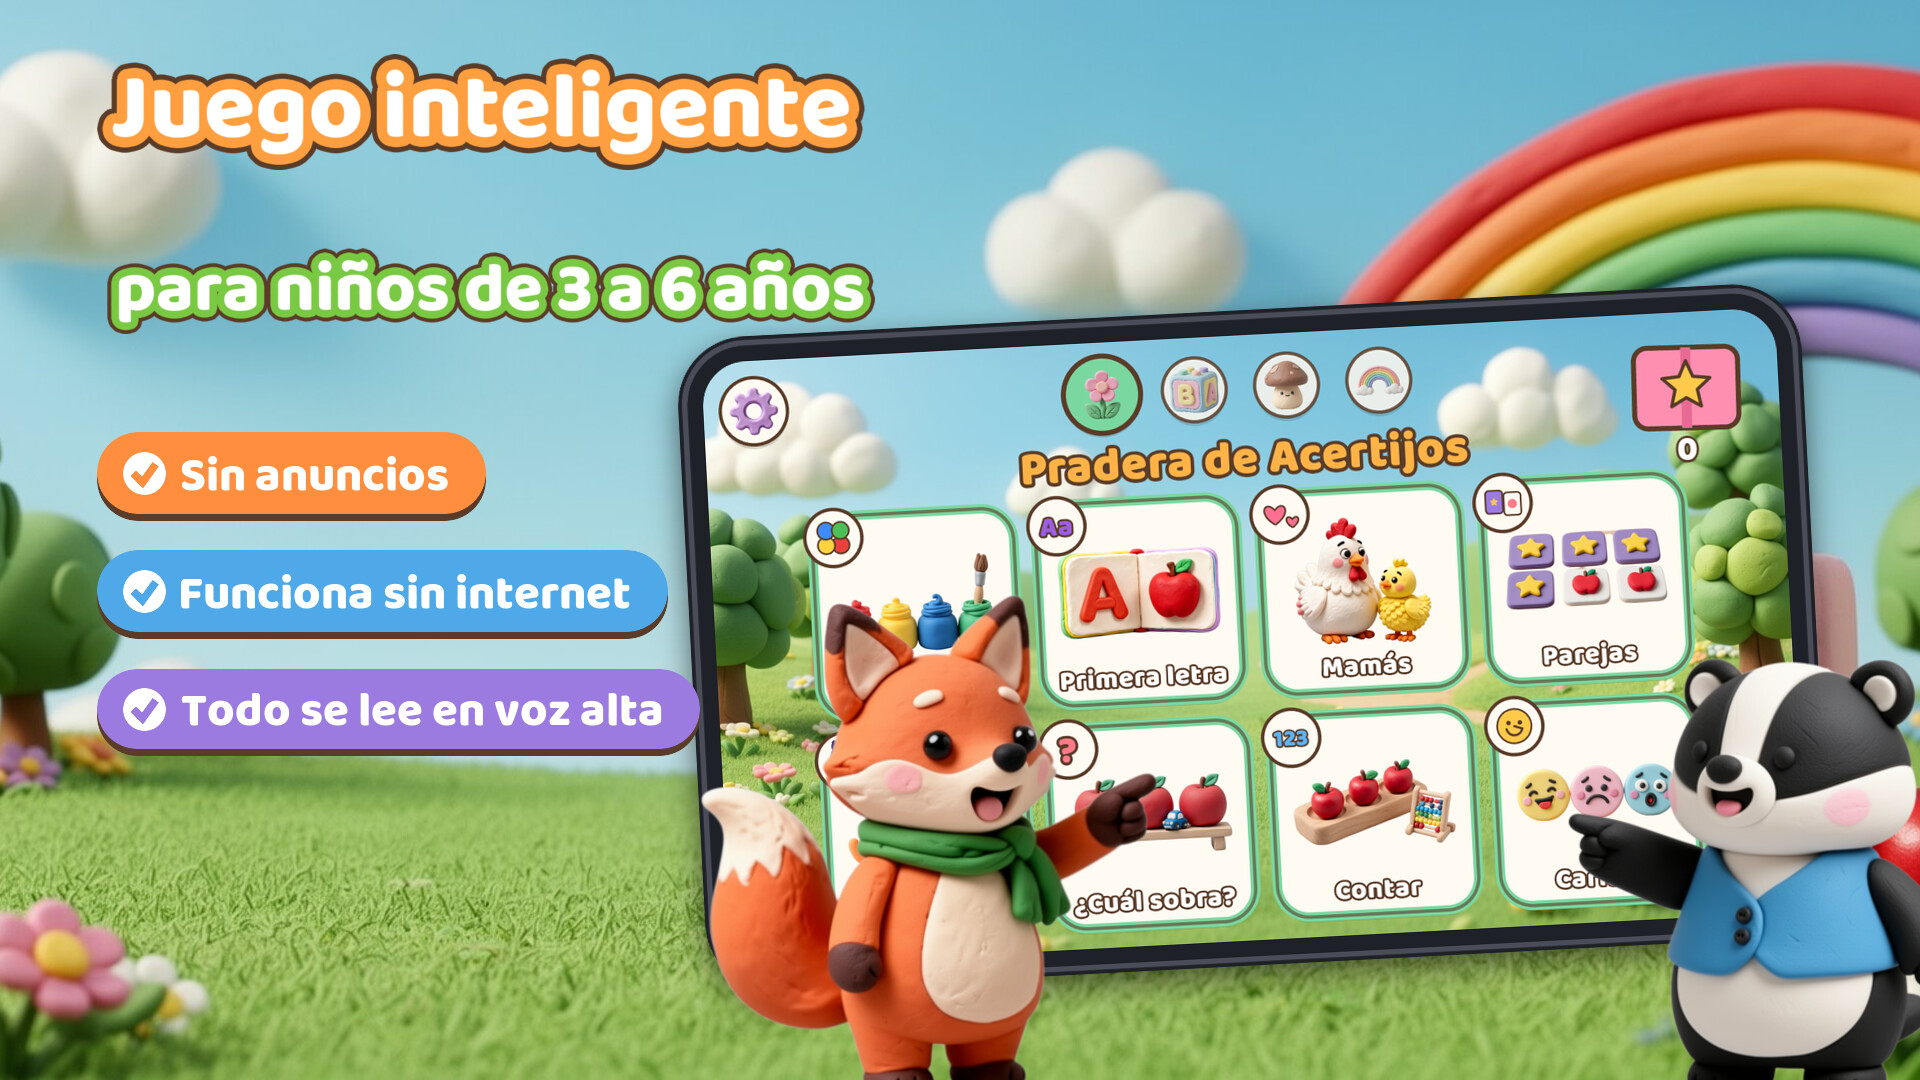 Juego inteligente
para niños de 3 a 6 años
Sin anuncios
Funciona sin internet
Todo se lee en voz alta
0
Pradera de Acertijos
Aa
A
Primera letra
Mamás
Parejas
?
¿Cuál sobra?
123
Contar